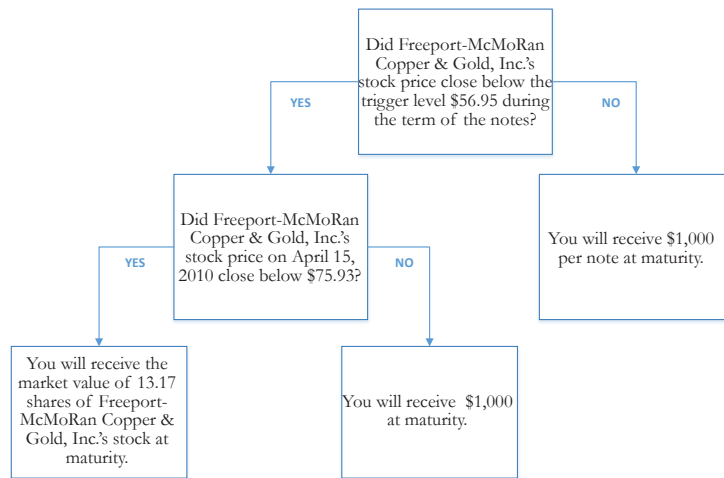 Did Freeport-McMoRan
Copper & Gold, Inc.'s
stock price close below the
trigger level $56.95 during
the term of the notes?
YES
NO
Did Freeport-McMoRan
Copper & Gold, Inc.'s
stock price on April 15,
2010 close below $75.93?
You will receive $1,000
per note at maturity.
YES
NO
You will receive the
market value of 13.17
shares of Freeport-
McMoRan Copper &
Gold, Inc.'s stock at
maturity.
You will receive $1,000
at maturity.